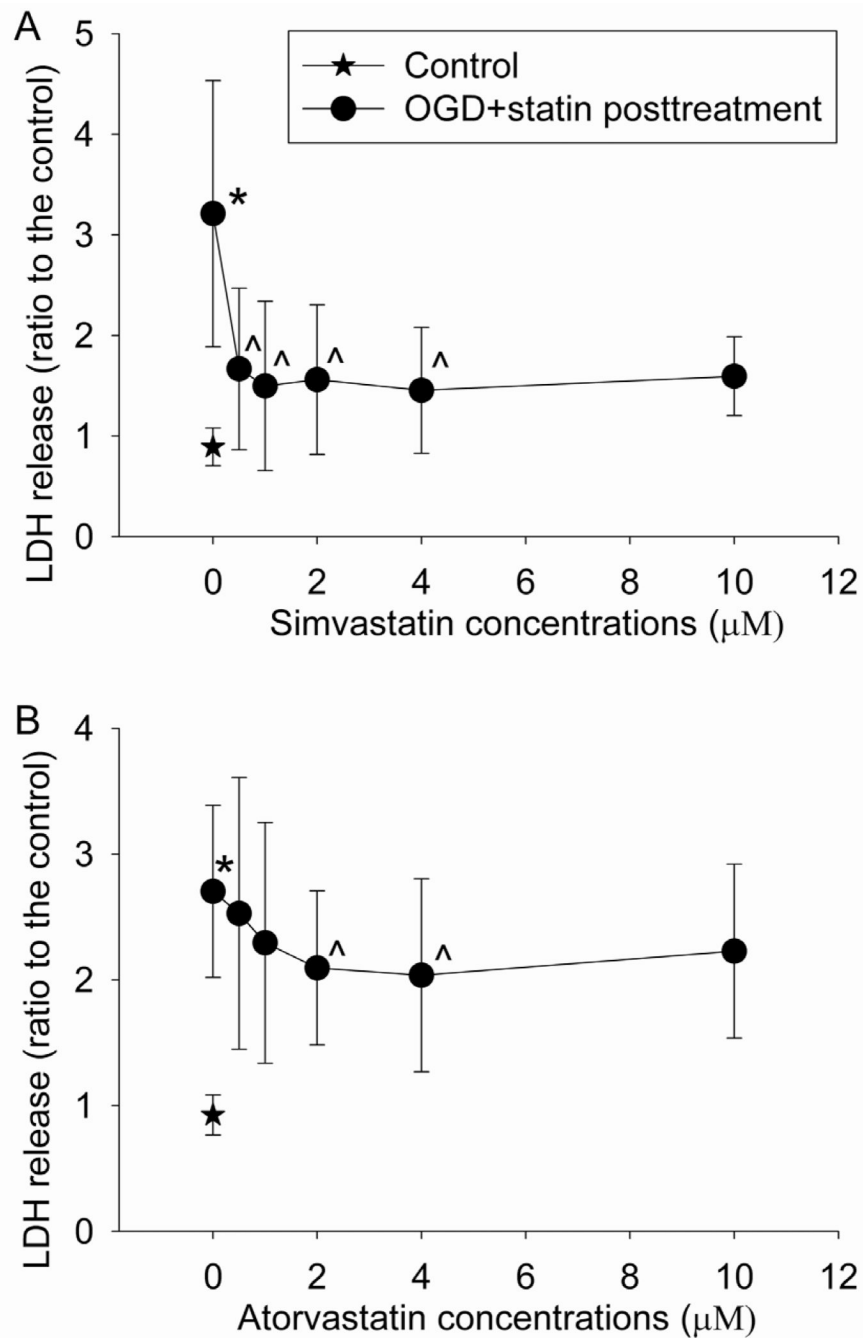 A
LDH release (ratio to the control)
5
4
3
2
1
0
Control
OGD+statin posttreatment
*
^
^
^
^
0 2 4 6 8 10 12
Simvastatin concentrations (μM)
B
LDH release (ratio to the control)
4
3
2
1
0
*
^
^
0 2 4 6 8 10 12
Atorvastatin concentrations (μM)